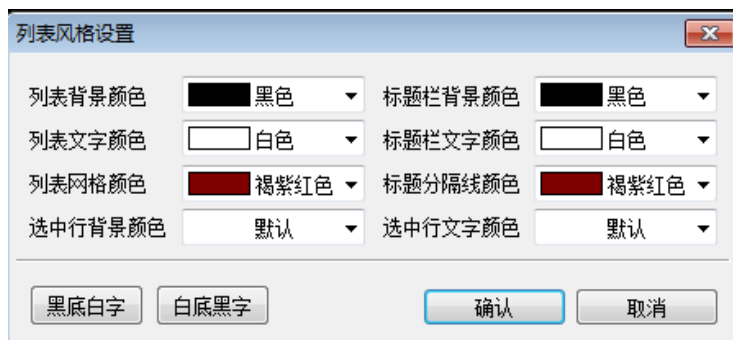 列表风格设置
列表背景颜色 黑色 标题栏背景颜色 黑色
列表文字颜色 白色 标题栏文字颜色 白色
列表网格颜色 褐紫红色 标题分隔线颜色 褐紫红色
选中行背景颜色 默认 选中行文字颜色 默认
黑底白字 白底黑字 确认 取消